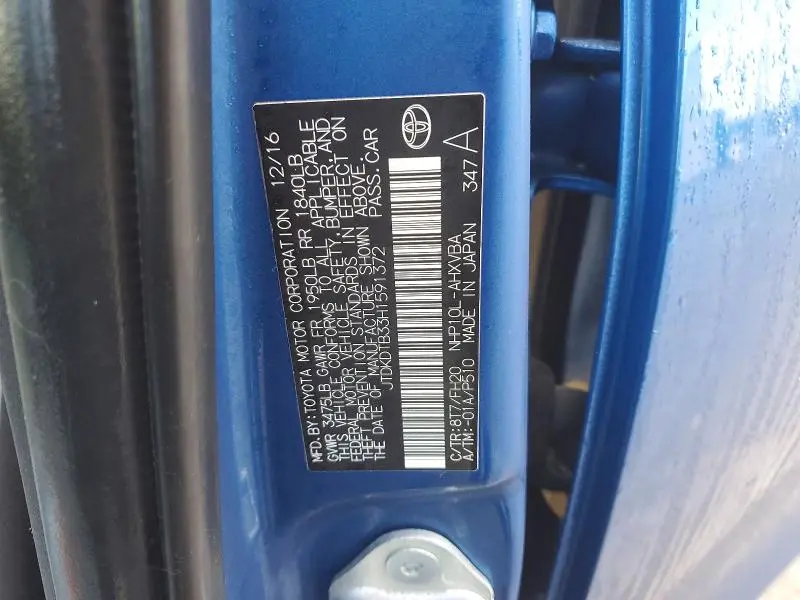 MFD.BY:TOYOTA MOTOR CORPORATION 12/16
GVWR 3475LB GAWR FR 1950LB RR 1840LB
THIS VEHICLE CONFORMS TO ALL APPLICABLE
FEDERAL MOTOR VEHICLE SAFETY,BUMPER,AND
THEFT PREVENTION STANDARDS IN EFFECT ON
THE DATE OF MANUFACTURE SHOWN ABOVE.
JTDKDTB33H1591372 PASS.CAR
C/TR:8T7/FH20 NHP10L-AHXVBA 347A
A/TM:-01A/P510 MADE IN JAPAN